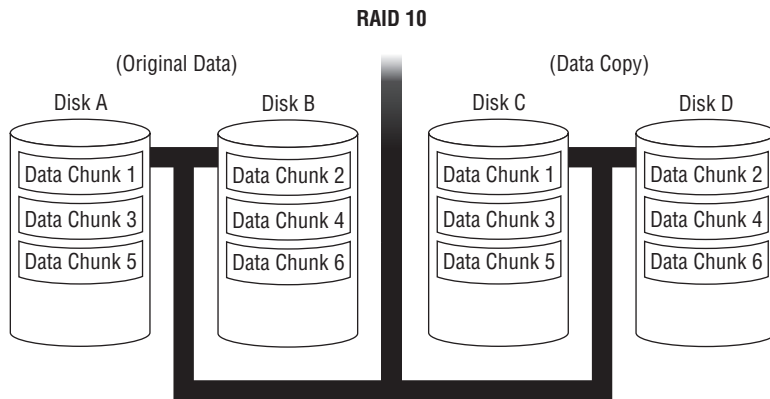 RAID 10
(Original Data)
(Data Copy)
Disk A
Disk B
Disk C
Disk D
Data Chunk 1
Data Chunk 2
Data Chunk 1
Data Chunk 2
Data Chunk 3
Data Chunk 4
Data Chunk 3
Data Chunk 4
Data Chunk 5
Data Chunk 6
Data Chunk 5
Data Chunk 6